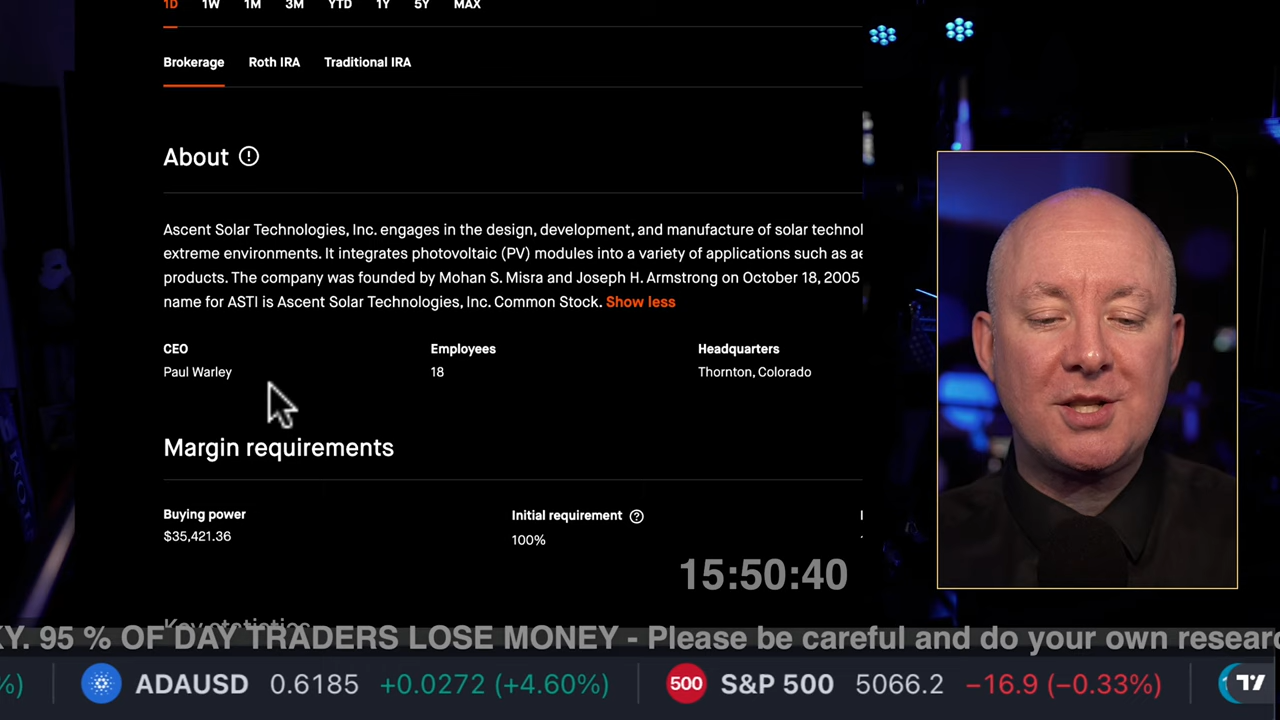 1D 1W 1M 3M YTD 1Y 5Y MAX
Brokerage Roth IRA Traditional IRA
About
Ascent Solar Technologies, Inc. engages in the design, development, and manufacture of solar technol
extreme environments. It integrates photovoltaic (PV) modules into a variety of applications such as ae
products. The company was founded by Mohan S. Misra and Joseph H. Armstrong on October 18, 2005
name for ASTI is Ascent Solar Technologies, Inc. Common Stock. Show less
CEO Employees Headquarters
Paul Warley 18 Thornton, Colorado
Margin requirements
Buying power Initial requirement
$35,421.36 100%
15:50:40
Key statistics
KY. 95 % OF DAY TRADERS LOSE MONEY - Please be careful and do your own researc
%) ADAUSD 0.6185 +0.0272 (+4.60%) 500 S&P 500 5066.2 −16.9 (−0.33%)